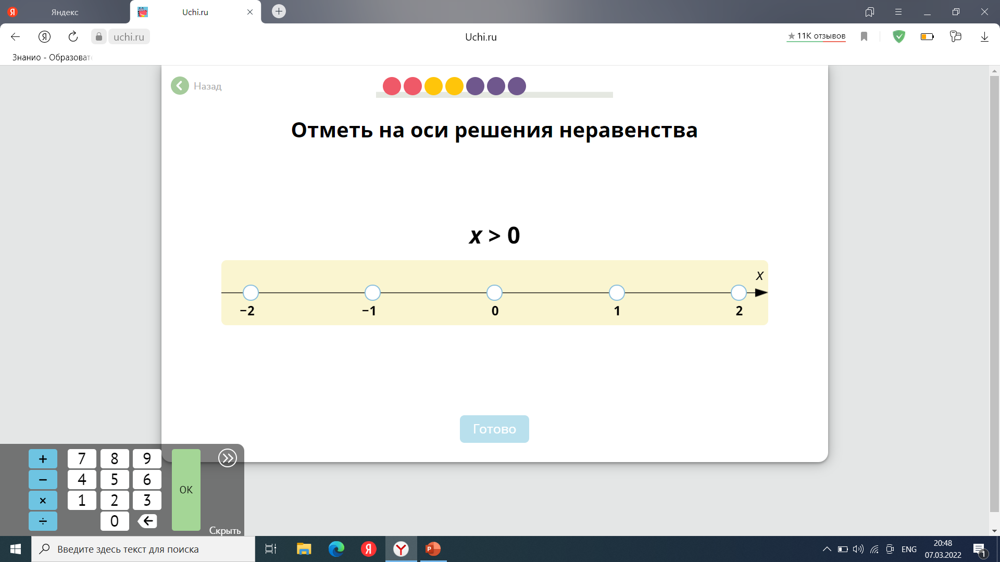 Яндекс
Uchi.ru
uchi.ru
Uchi.ru
★11K отзывов
Знанио - Образоват
Назад
Отметь на оси решения неравенства
x > 0
x
−2 −1 0 1 2
Готово
+ 7 8 9
− 4 5 6
OK
× 1 2 3
÷ 0
Скрыть
Введите здесь текст для поиска
ENG
20:48
07.03.2022
1